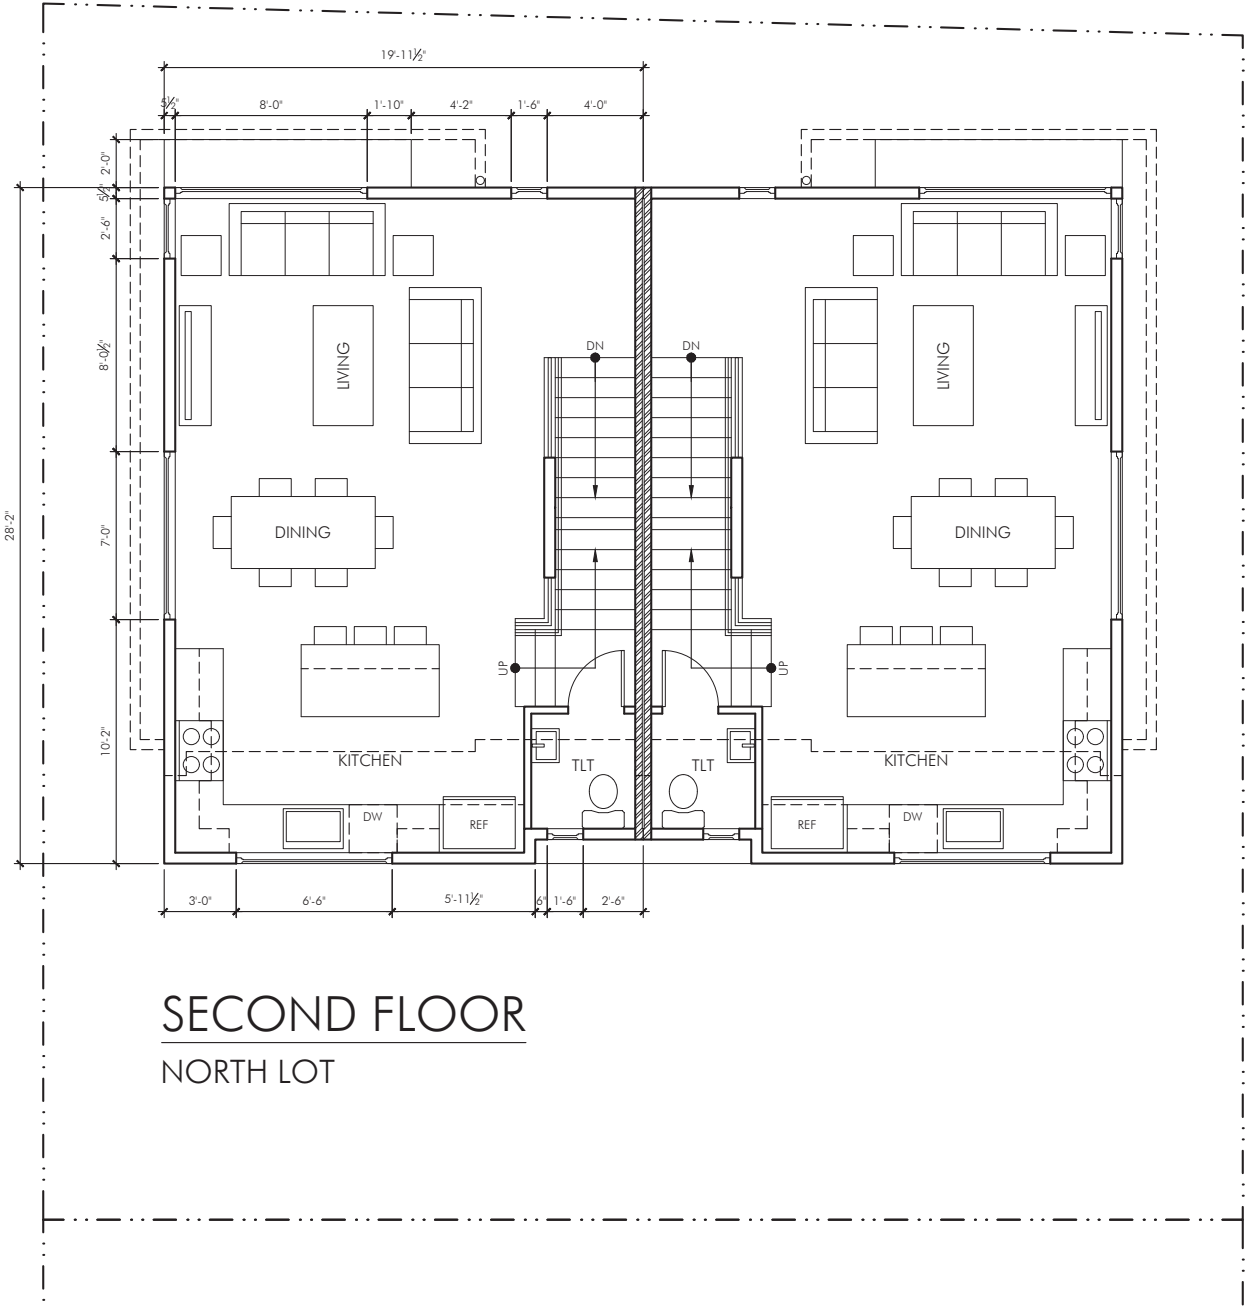 19'-11½"
5½"
8'-0"
1'-10"
4'-2"
1'-6"
4'-0"
2'-0"
5½"
2'-6"
8'-0½"
7'-0"
10'-2"
28'-2"
LIVING
LIVING
DN
DN
DINING
DINING
UP
UP
KITCHEN
TLT
TLT
KITCHEN
DW
REF
REF
DW
3'-0"
6'-6"
5'-11½"
6"
1'-6"
2'-6"
SECOND FLOOR
NORTH LOT